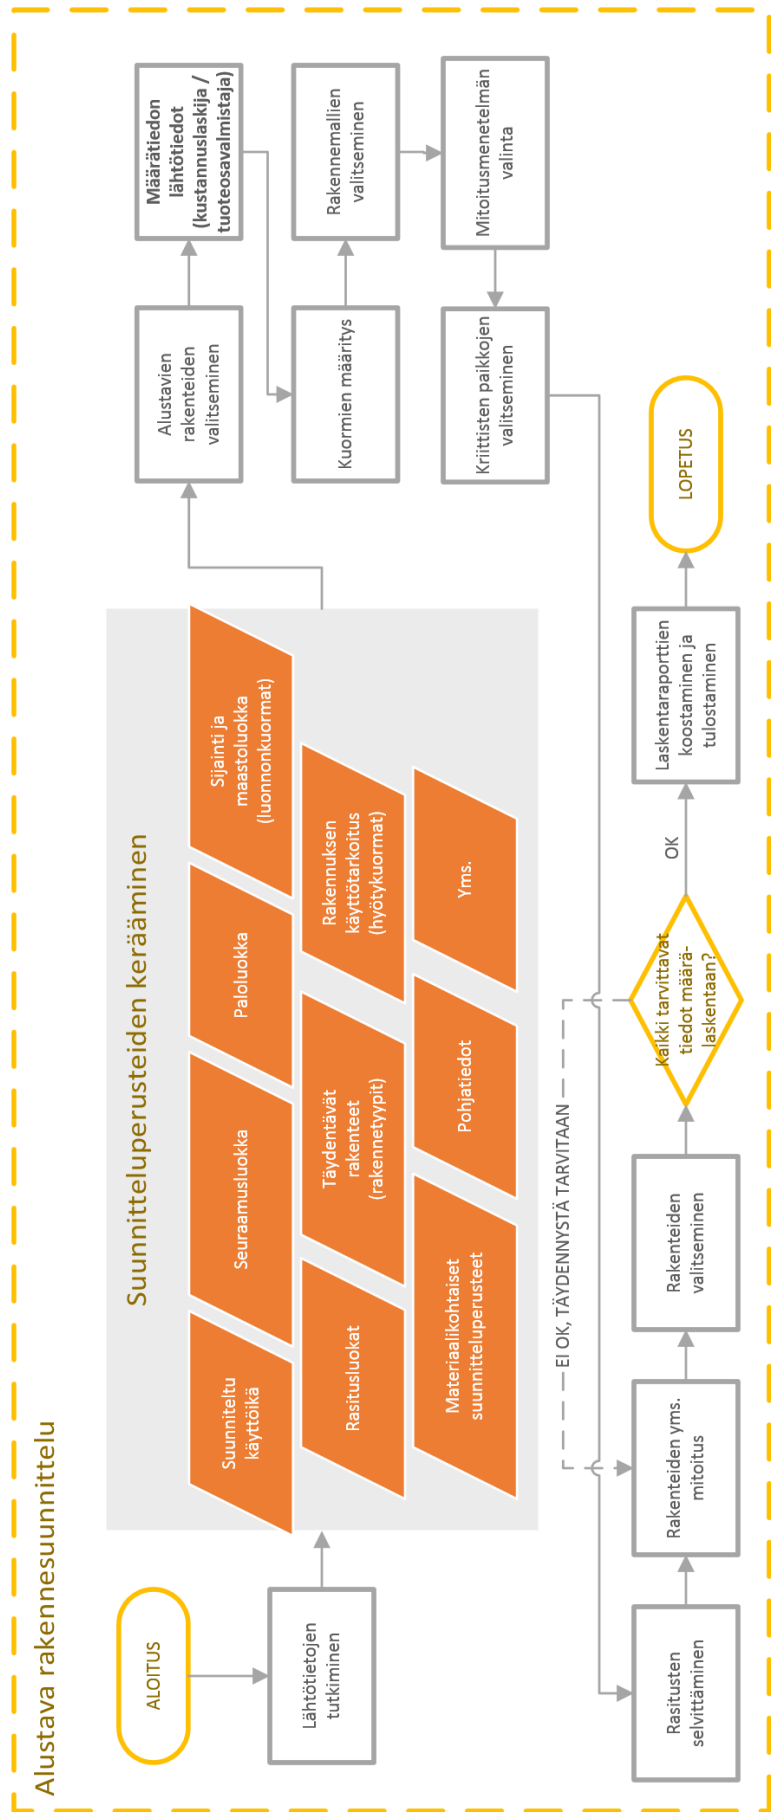 Alustava rakennesuunnittelu
ALOITUS
Lähtötietojen
tutkiminen
Suunnitteluperusteiden kerääminen
Suunniteltu
käyttöikä
Seuraamusluokka
Paloluokka
Sijainti ja
maastoluokka
(luonnonkuormat)
Rasitusluokat
Täydentävät
rakenteet
(rakennetyypit)
Rakennuksen
käyttötarkoitus
(hyötykuormat)
Materiaalikohtaiset
suunnitteluperusteet
Pohjatiedot
Yms.
Alustavien
rakenteiden
valitseminen
Määrätiedon
lähtötiedot
(kustannuslaskija /
tuoteosavalmistaja)
Kuormien määritys
Rakennemallien
valitseminen
Mitoitusmenetelmän
valinta
Kriittisten paikkojen
valitseminen
Rasitusten
selvittäminen
Rakenteiden yms.
mitoitus
Rakenteiden
valitseminen
Kaikki tarvittavat
tiedot määrä-
laskentaan?
EI OK, TÄYDENNYSTÄ TARVITAAN
OK
Laskentaraporttien
koostaminen ja
tulostaminen
LOPETUS